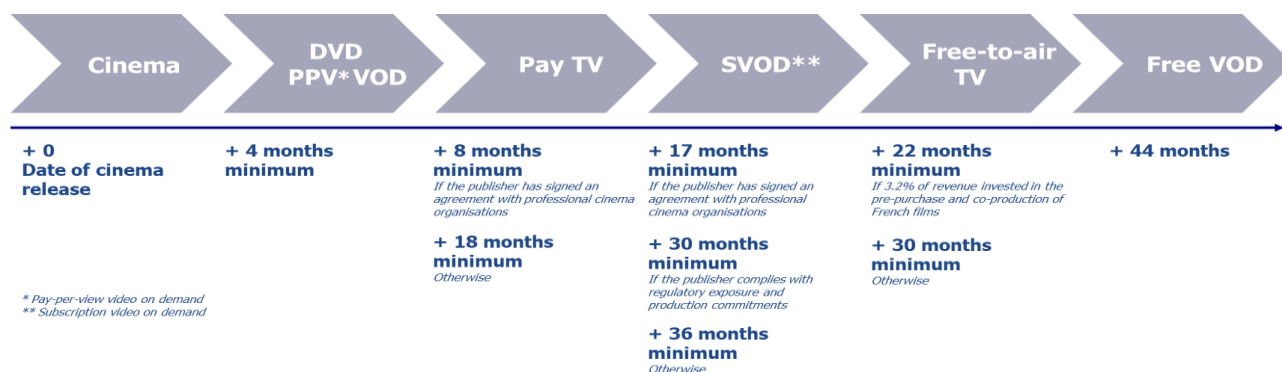 Cinema
DVD
PPV* VOD
Pay TV
SVOD**
Free-to-air
TV
Free VOD
+ 0
Date of cinema
release
+ 4 months
minimum
+ 8 months
minimum
If the publisher has signed an
agreement with professional cinema
organisations
+ 18 months
minimum
Otherwise
+ 17 months
minimum
If the publisher has signed an
agreement with professional
cinema organisations
+ 30 months
minimum
If the publisher complies with
regulatory exposure and
production commitments
+ 36 months
minimum
Otherwise
+ 22 months
minimum
If 3.2% of revenue invested in the
pre-purchase and co-production of
French films
+ 30 months
minimum
Otherwise
+ 44 months
* Pay-per-view video on demand
** Subscription video on demand